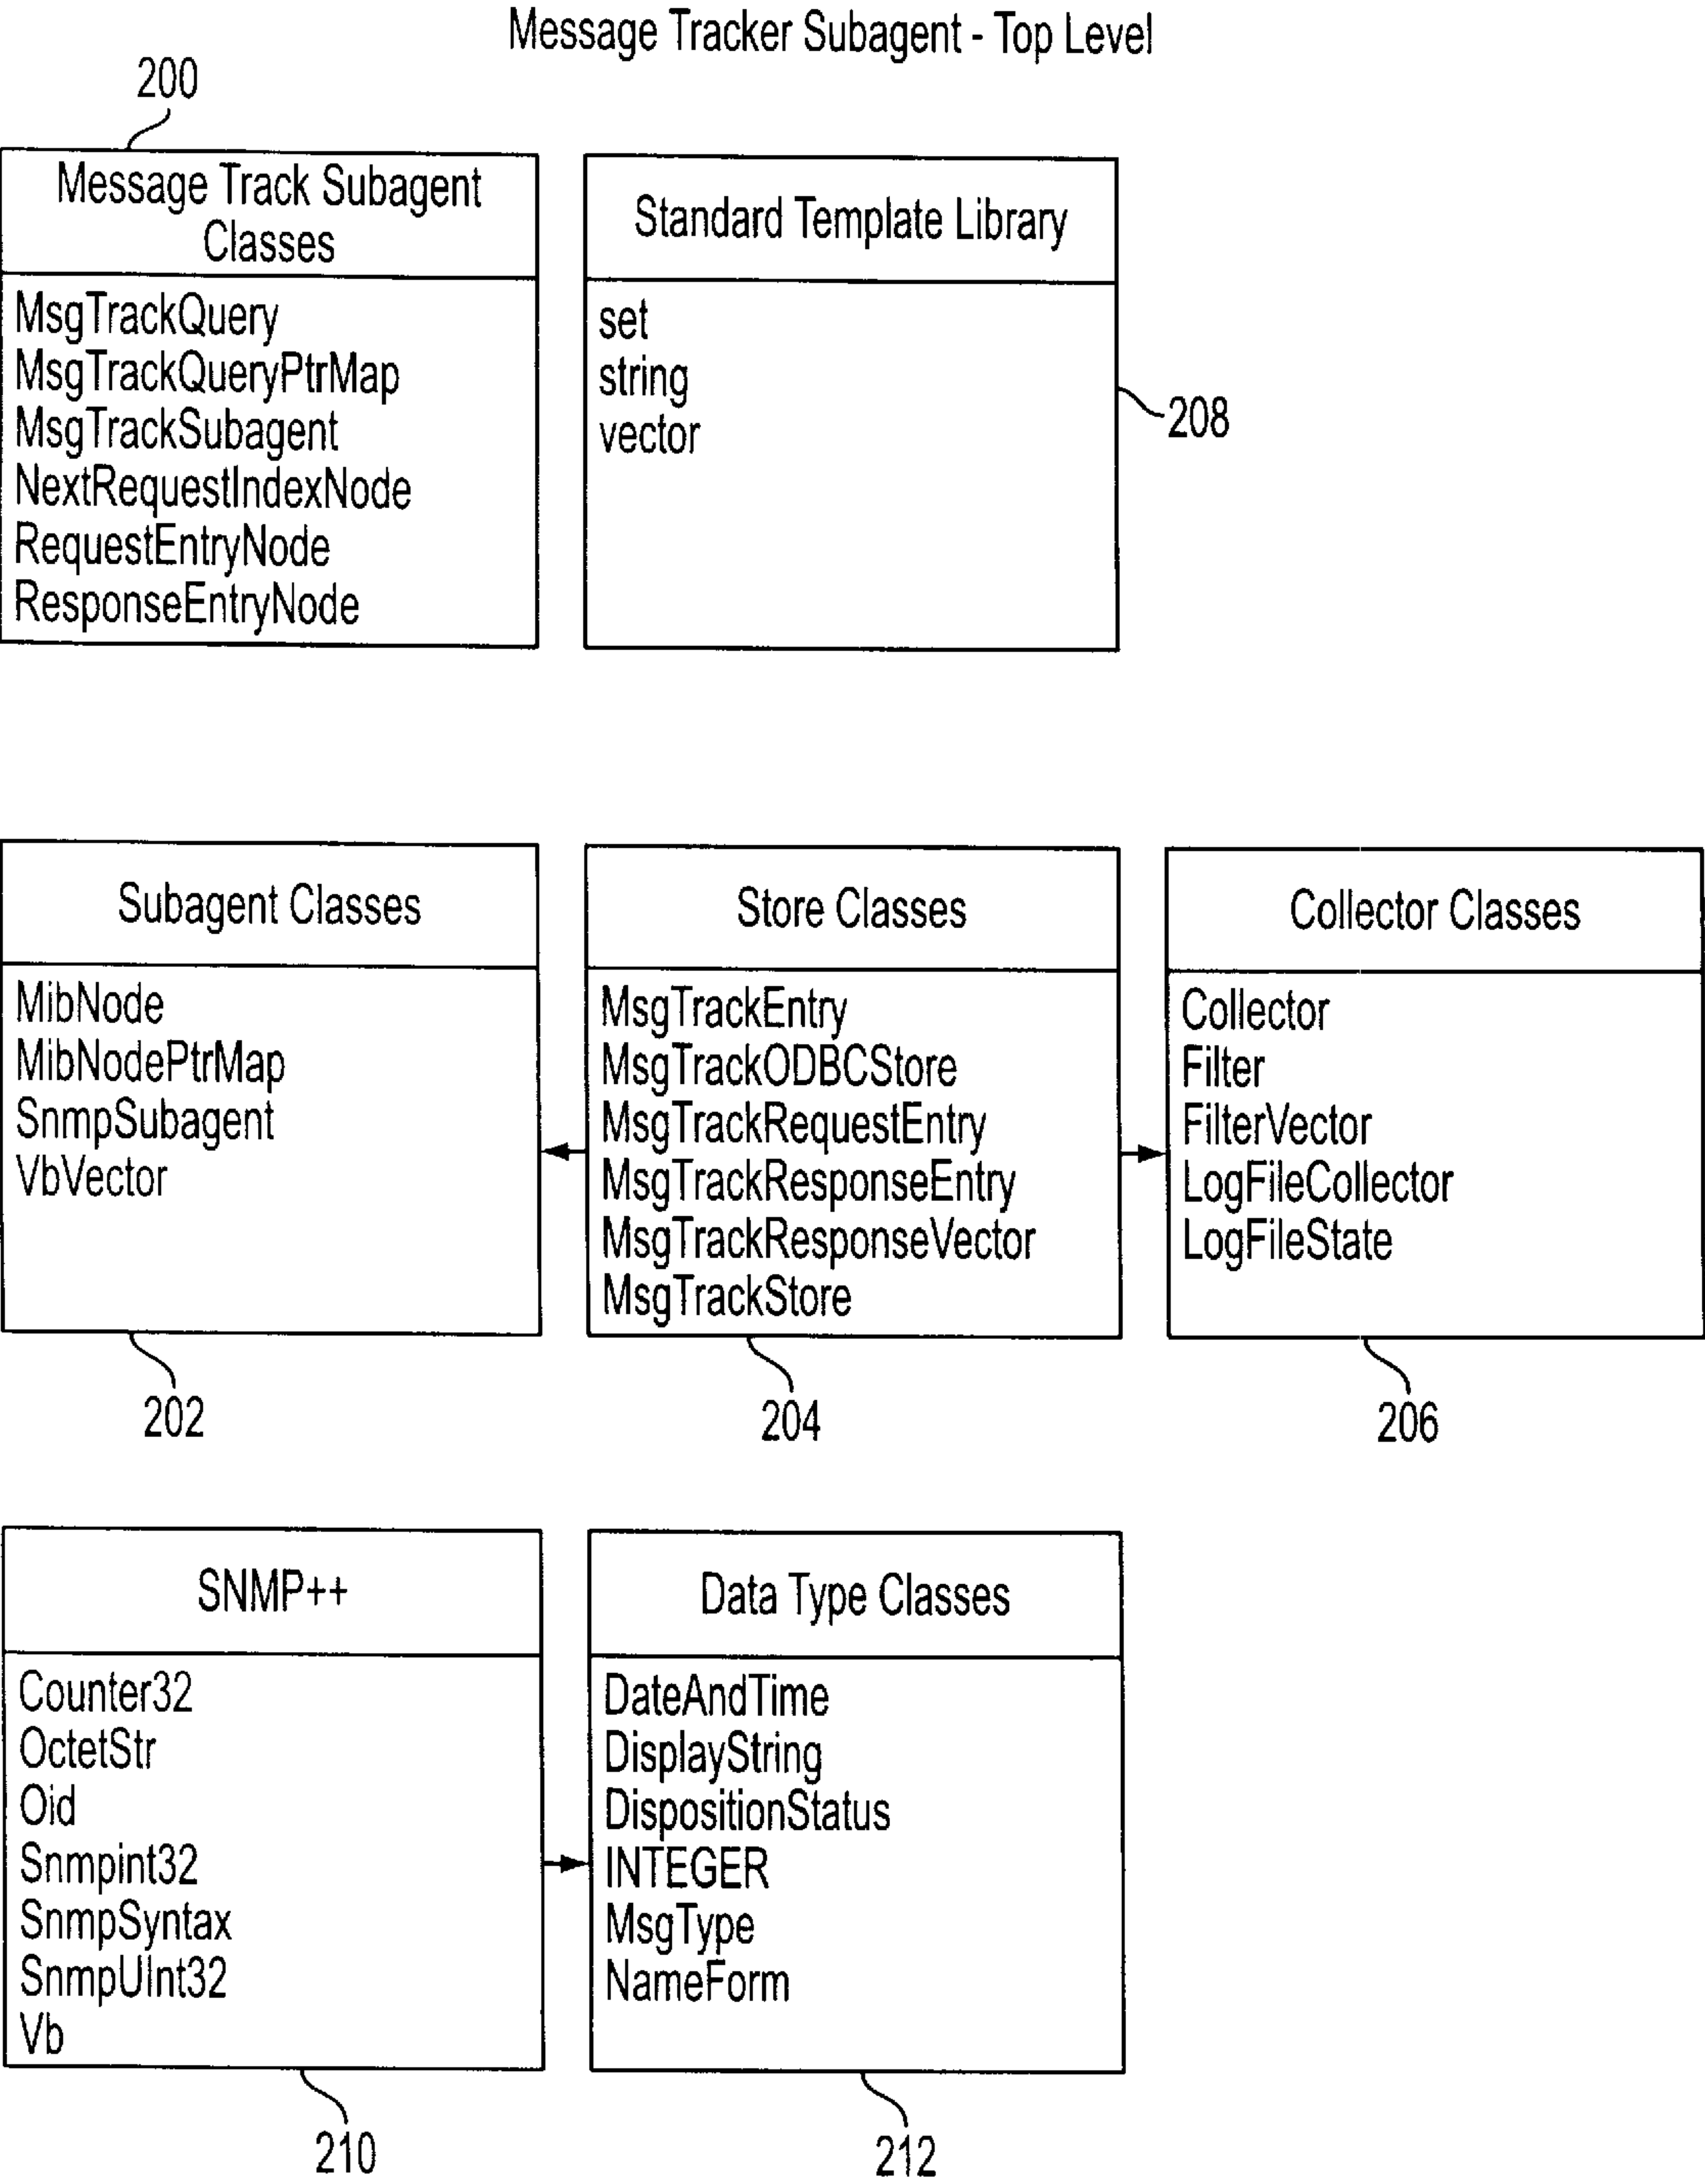 Message Tracker Subagent - Top Level
200
Message Track Subagent
Classes
MsgTrackQuery
MsgTrackQueryPtrMap
MsgTrackSubagent
NextRequestIndexNode
RequestEntryNode
ResponseEntryNode
Standard Template Library
set
string
vector
208
Subagent Classes
MibNode
MibNodePtrMap
SnmpSubagent
VbVector
202
Store Classes
MsgTrackEntry
MsgTrackODBCStore
MsgTrackRequestEntry
MsgTrackResponseEntry
MsgTrackResponseVector
MsgTrackStore
204
Collector Classes
Collector
Filter
FilterVector
LogFileCollector
LogFileState
206
SNMP++
Counter32
OctetStr
Oid
Snmpint32
SnmpSyntax
SnmpUInt32
Vb
210
Data Type Classes
DateAndTime
DisplayString
DispositionStatus
INTEGER
MsgType
NameForm
212